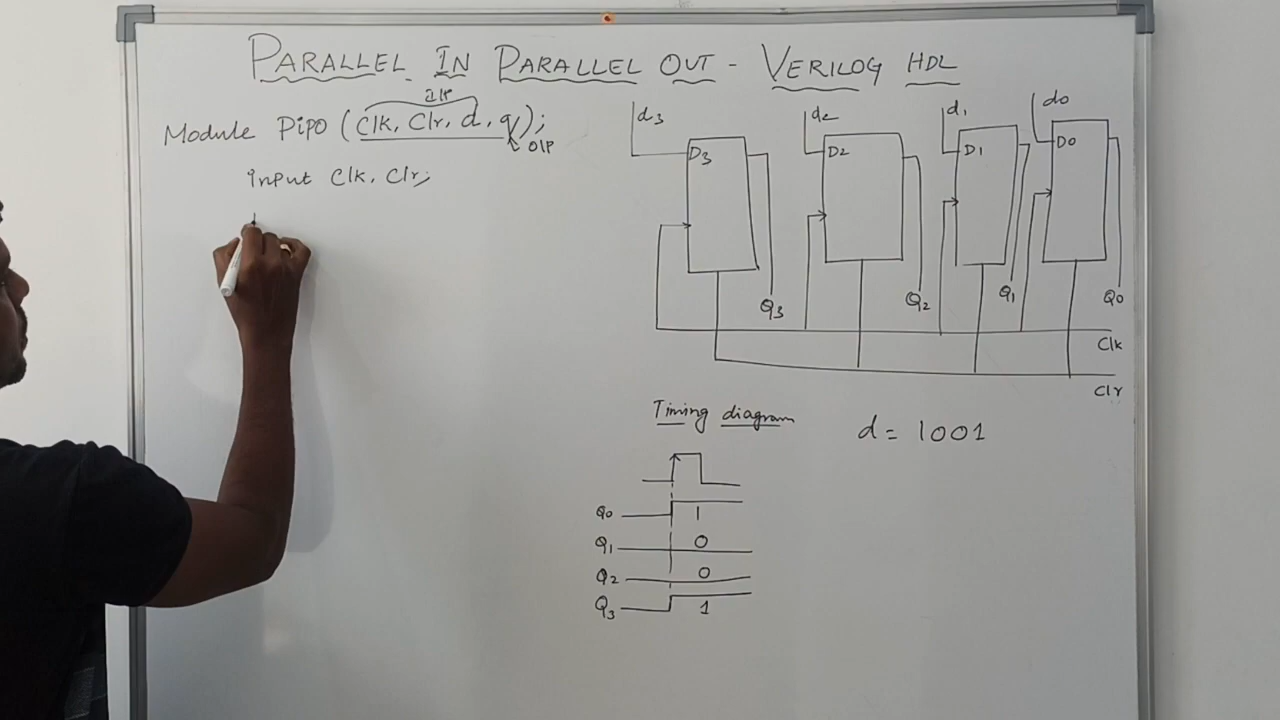 PARALLEL IN PARALLEL OUT - VERILOG HDL
I/P
Module PIPO (Clk, Clr, d, q);
O/P
input Clk, Clr;
d3 d2 d1 d0
D3 D2 D1 D0
Q3 Q2 Q1 Q0
Clk
Clr
Timing diagram
d = 1001
Q0 1
Q1 0
Q2 0
Q3 1